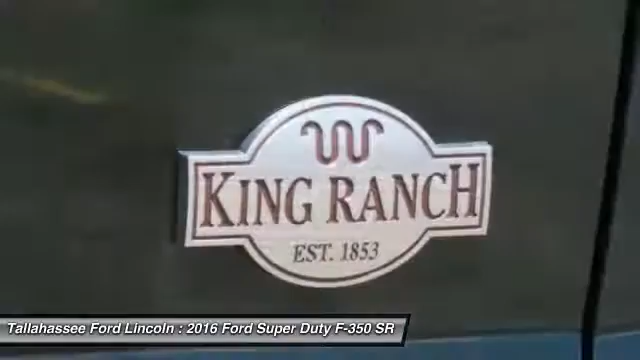 KING RANCH
EST. 1853
Tallahassee Ford Lincoln : 2016 Ford Super Duty F-350 SR